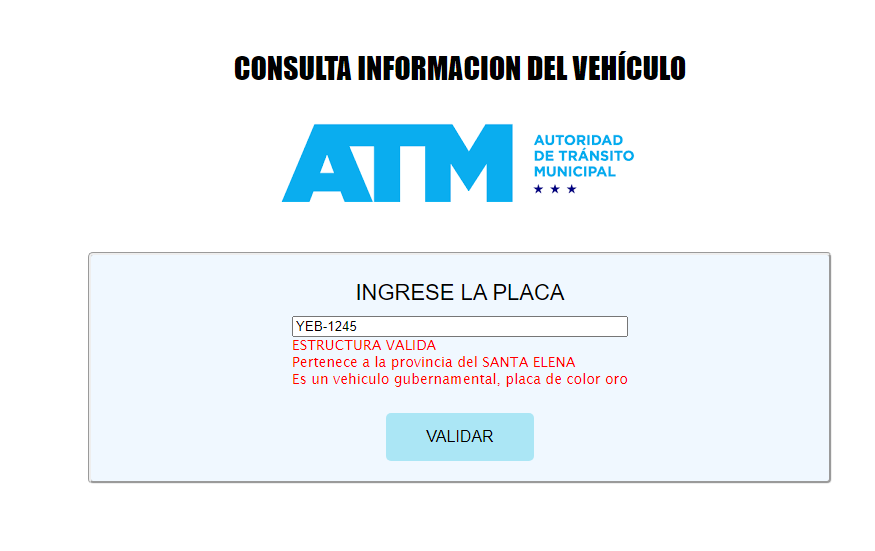 CONSULTA INFORMACION DEL VEHÍCULO
ATM
AUTORIDAD
DE TRÁNSITO
MUNICIPAL
INGRESE LA PLACA
YEB-1245
ESTRUCTURA VALIDA
Pertenece a la provincia del SANTA ELENA
Es un vehiculo gubernamental, placa de color oro
VALIDAR